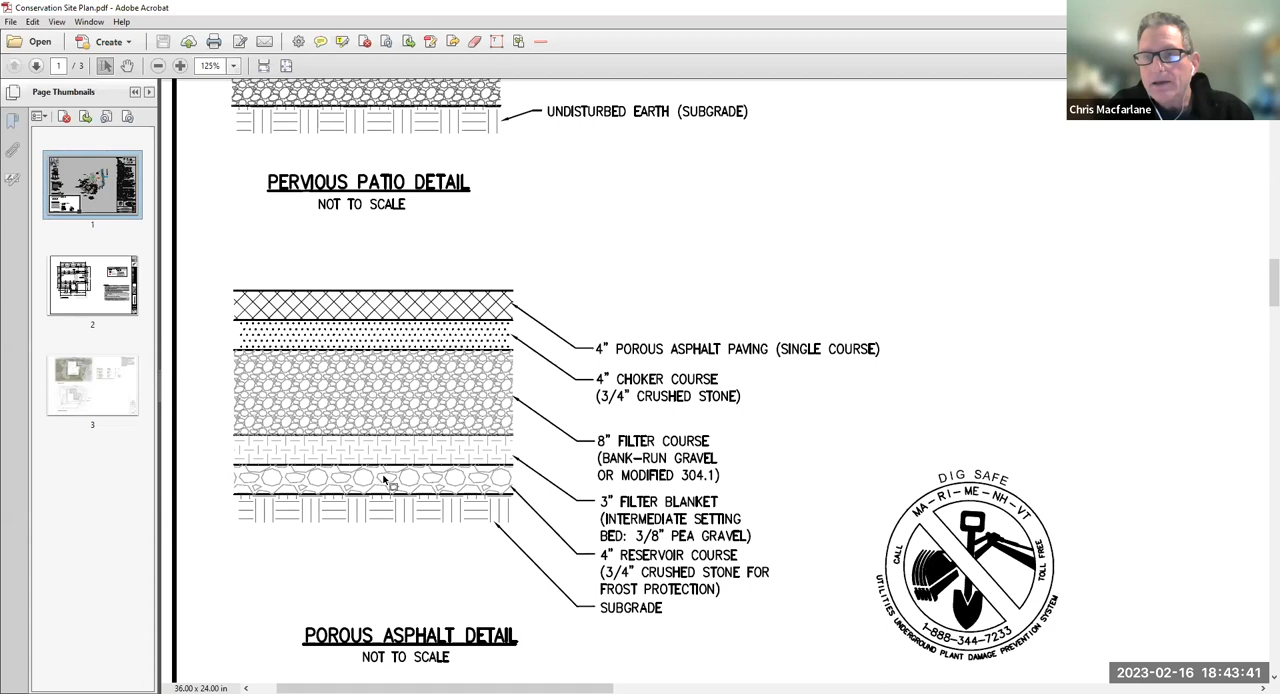 Conservation Site Plan.pdf - Adobe Acrobat
File Edit View Window Help
Open
Create
1 / 3
125%
Page Thumbnails
1
2
3
UNDISTURBED EARTH (SUBGRADE)
PERVIOUS PATIO DETAIL
NOT TO SCALE
4" POROUS ASPHALT PAVING (SINGLE COURSE)
4" CHOKER COURSE
(3/4" CRUSHED STONE)
8" FILTER COURSE
(BANK-RUN GRAVEL
OR MODIFIED 304.1)
3" FILTER BLANKET
(INTERMEDIATE SETTING
BED: 3/8" PEA GRAVEL)
4" RESERVOIR COURSE
(3/4" CRUSHED STONE FOR
FROST PROTECTION)
SUBGRADE
POROUS ASPHALT DETAIL
NOT TO SCALE
DIG SAFE
MA-RI-ME-NH-VT
CALL
TOLL FREE
1-888-344-7233
UTILITIES UNDERGROUND PLANT DAMAGE PREVENTION SYSTEM
Chris Macfarlane
36.00 x 24.00 in
2023-02-16 18:43:41